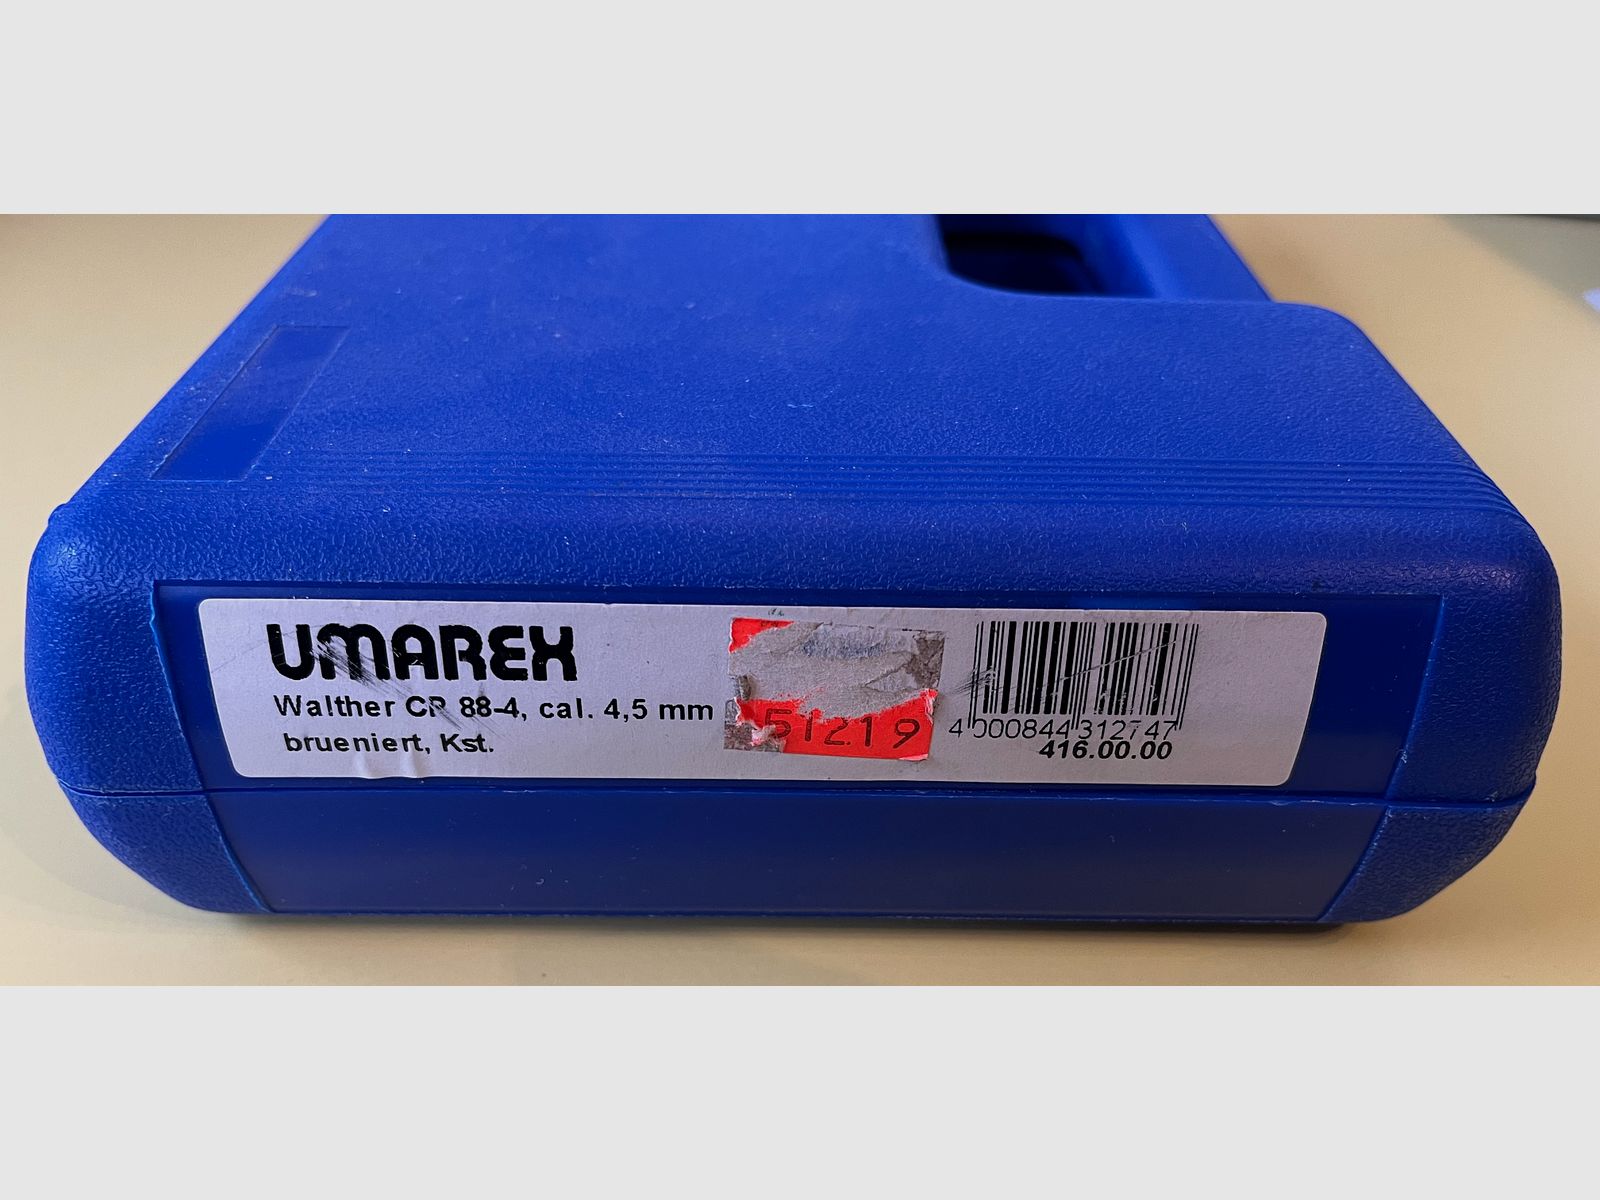 UMAREX
Walther CP 88-4, cal. 4,5 mm
brueniert, Kst.
51219
4 000844 312747
416.00.00